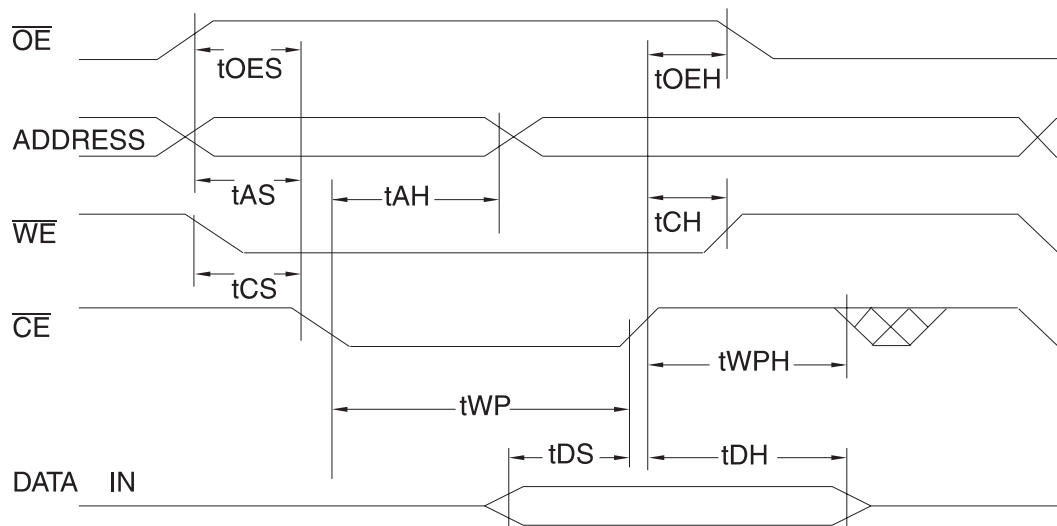 OE
tOES
tOEH
ADDRESS
tAS
tAH
tCH
WE
tCS
CE
tWPH
tWP
tDS
tDH
DATA IN